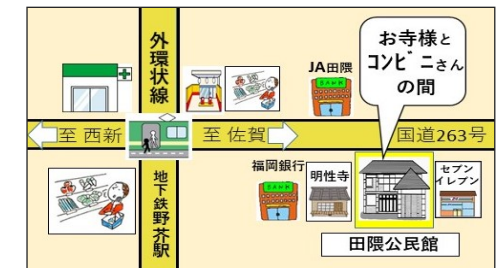 外環状線
JA田隈
お寺様と
コンビニさん
の間
至 西新
至 佐賀
国道263号
地下鉄野芥駅
福岡銀行
明性寺
セブン
イレブン
田隈公民館